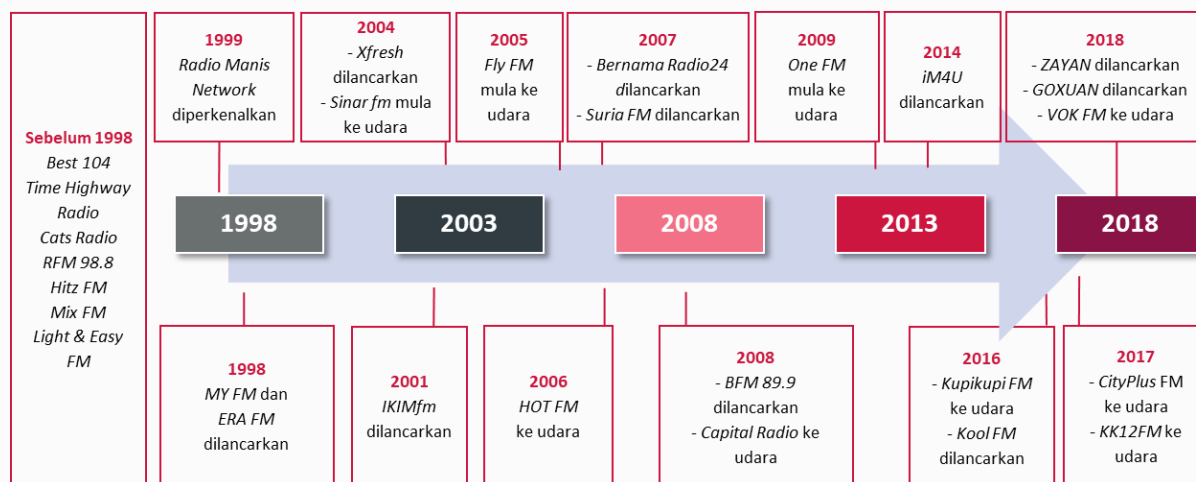 Sebelum 1998
Best 104
Time Highway
Radio
Cats Radio
RFM 98.8
Hitz FM
Mix FM
Light & Easy
FM
1999
Radio Manis
Network
diperkenalkan
2004
- Xfresh
dilancarkan
- Sinar fm mula
ke udara
2005
Fly FM
mula ke
udara
2007
- Bernama Radio24
dilancarkan
- Suria FM dilancarkan
2009
One FM
mula ke
udara
2014
iM4U
dilancarkan
2018
- ZAYAN dilancarkan
- GOXUAN dilancarkan
- VOK FM ke udara
1998
2003
2008
2013
2018
1998
MY FM dan
ERA FM
dilancarkan
2001
IKIMfm
dilancarkan
2006
HOT FM
ke udara
2008
- BFM 89.9
dilancarkan
- Capital Radio ke
udara
2016
- Kupikupi FM
ke udara
- Kool FM
dilancarkan
2017
- CityPlus FM
ke udara
- KK12FM ke
udara